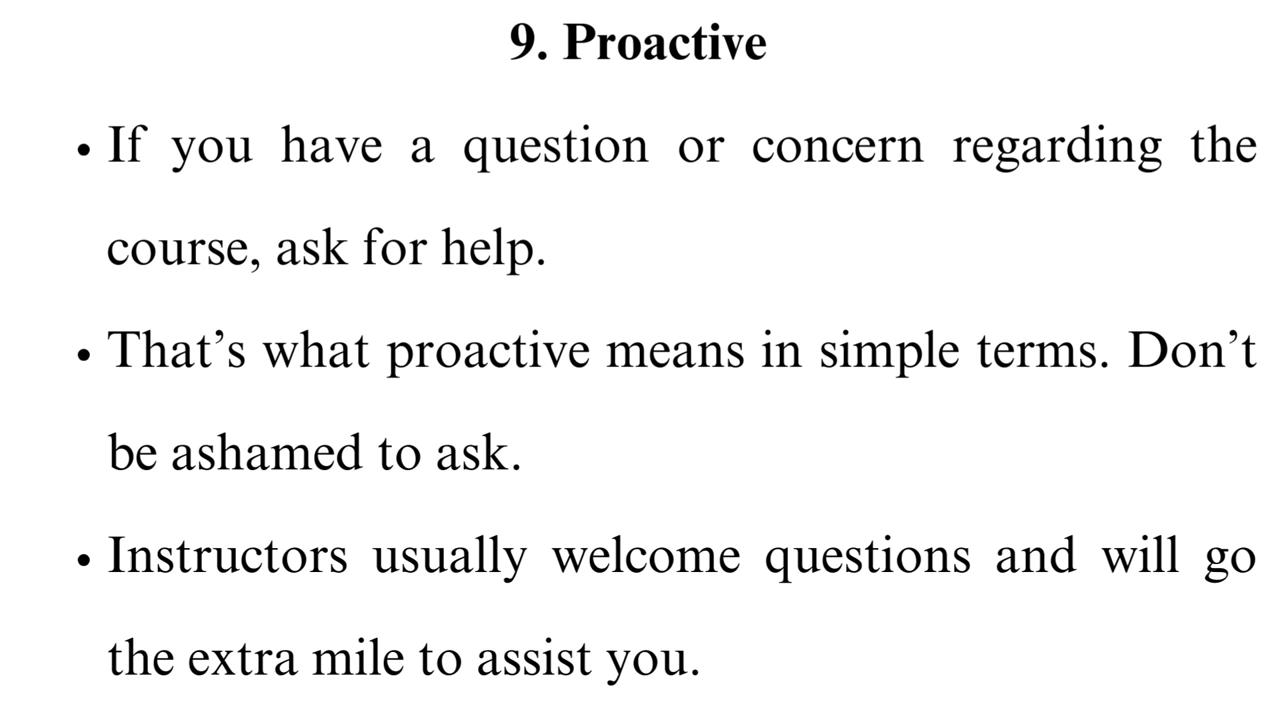 9. Proactive
• If you have a question or concern regarding the
course, ask for help.
• That’s what proactive means in simple terms. Don’t
be ashamed to ask.
• Instructors usually welcome questions and will go
the extra mile to assist you.